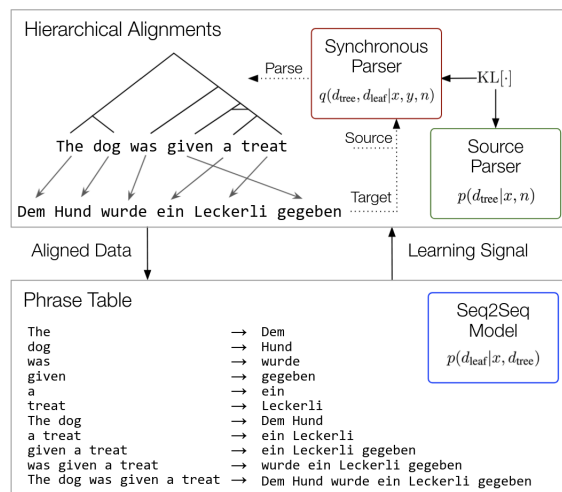 Hierarchical Alignments
Synchronous
Parser
q(d_tree, d_leaf|x, y, n)
KL[·]
Parse
Source
Source
Parser
p(d_tree|x, n)
The dog was given a treat
Target
Dem Hund wurde ein Leckerli gegeben
Aligned Data
Learning Signal
Phrase Table
Seq2Seq
Model
p(d_leaf|x, d_tree)
The → Dem
dog → Hund
was → wurde
given → gegeben
a → ein
treat → Leckerli
The dog → Dem Hund
a treat → ein Leckerli
given a treat → ein Leckerli gegeben
was given a treat → wurde ein Leckerli gegeben
The dog was given a treat → Dem Hund wurde ein Leckerli gegeben